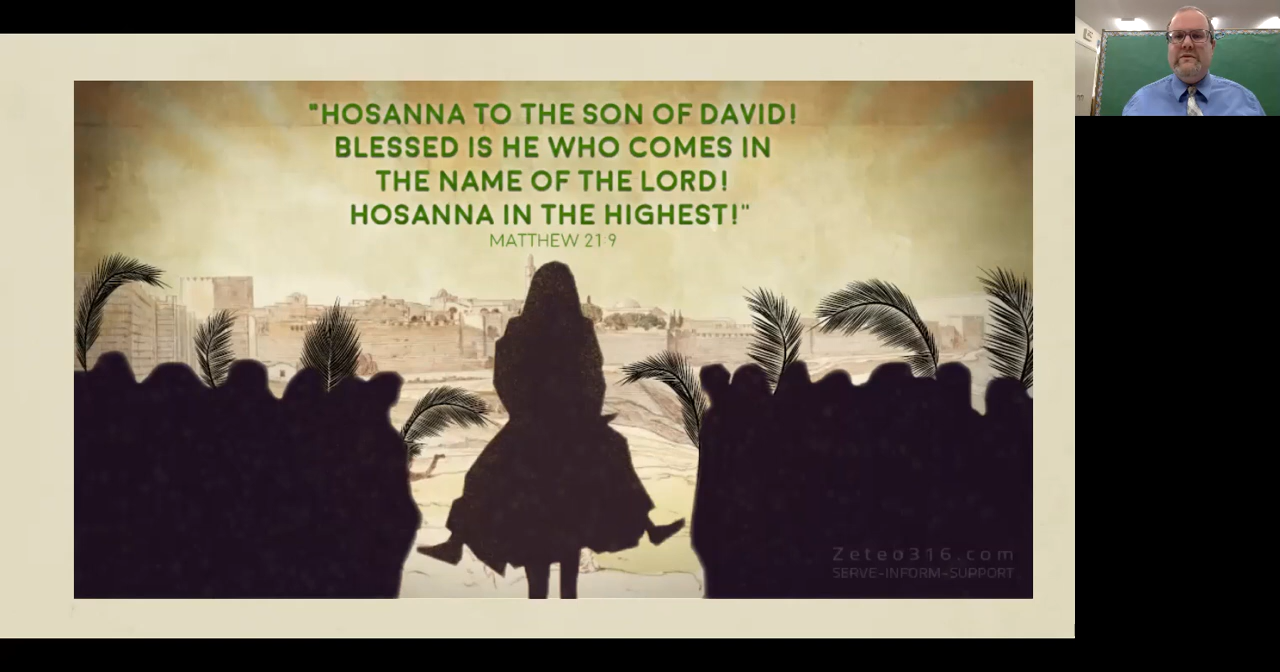 "HOSANNA TO THE SON OF DAVID!
BLESSED IS HE WHO COMES IN
THE NAME OF THE LORD!
HOSANNA IN THE HIGHEST!"
MATTHEW 21:9
Zeteo316.com
SERVE-INFORM-SUPPORT